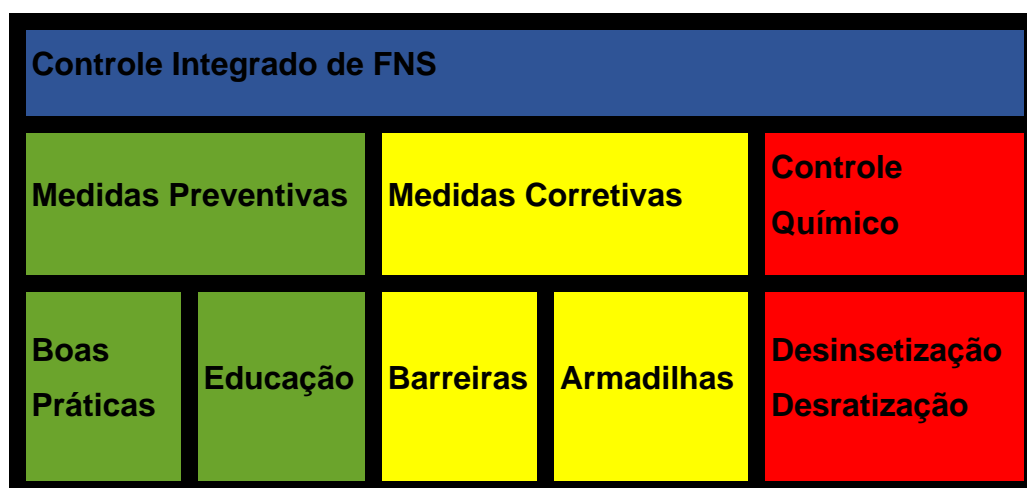 Controle Integrado de FNS
Medidas Preventivas
Medidas Corretivas
Controle
Químico
Boas
Práticas
Educação
Barreiras
Armadilhas
Desinsetização
Desratização